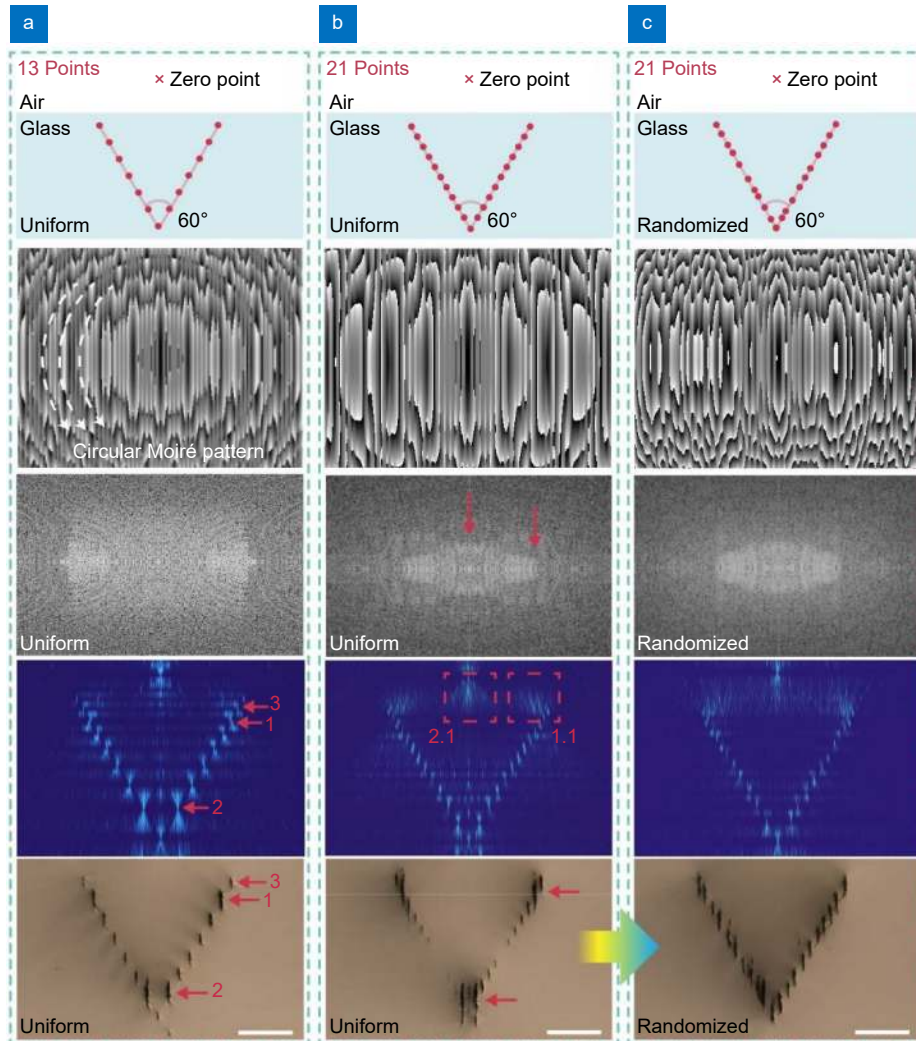 a
13 Points
× Zero point
Air
Glass
60°
Uniform
Circular Moiré pattern
Uniform
3
1
2
3
1
2
Uniform
b
21 Points
× Zero point
Air
Glass
60°
Uniform
Uniform
2.1
1.1
Uniform
c
21 Points
× Zero point
Air
Glass
60°
Randomized
Randomized
Randomized